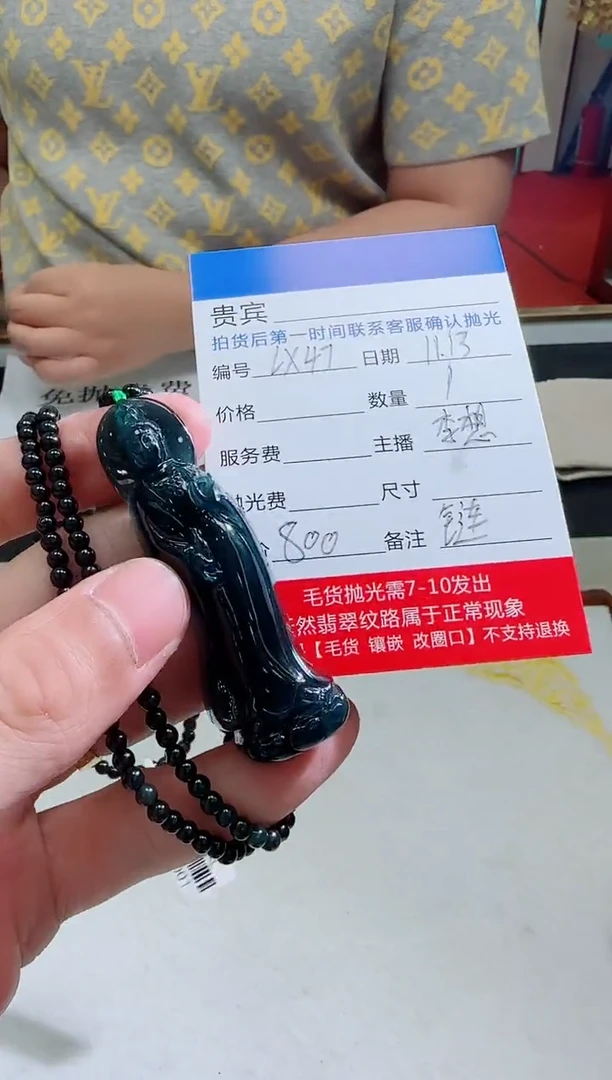 贵宾
拍货后第一时间联系客服确认抛光
编号 LX47 日期 11.13
价格 数量 1
服务费 主播 李想
抛光费 尺寸
800 备注 包链
毛货抛光需7-10发出
然翡翠纹路属于正常现象
【毛货 镶嵌 改圈口】不支持退换